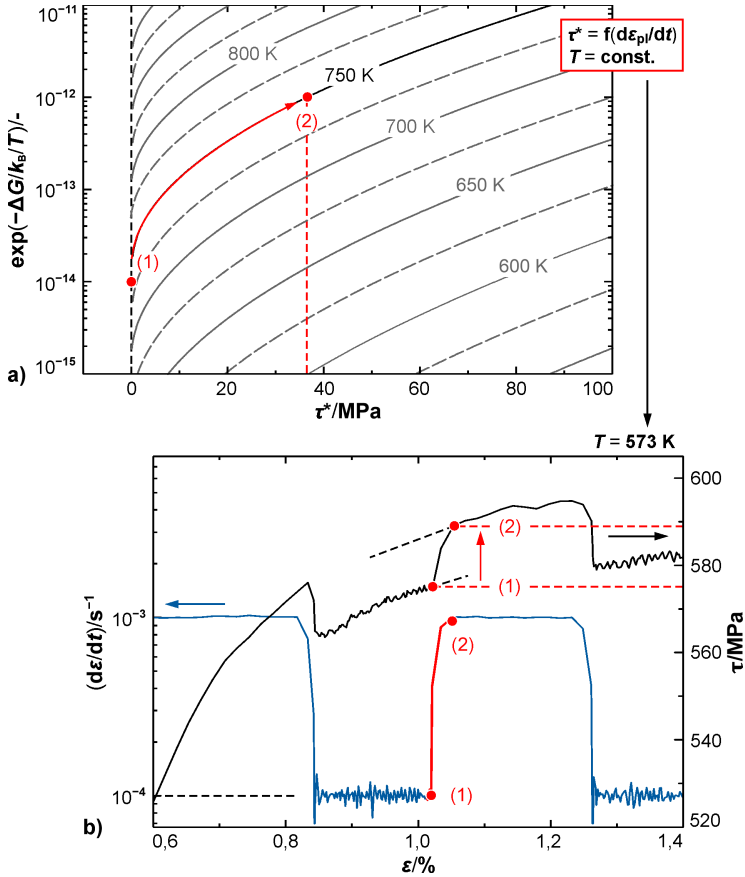 10⁻¹¹
10⁻¹²
10⁻¹³
10⁻¹⁴
10⁻¹⁵
exp(−ΔG/k_B/T)/-
800 K
750 K
700 K
650 K
600 K
(1)
(2)
τ* = f(dε_pl/dt)
T = const.
0 20 40 60 80 100
a)
τ*/MPa
T = 573 K
(dε/dt)/s⁻¹
10⁻³
10⁻⁴
(2)
(1)
(2)
(1)
600
580
560
540
520
τ/MPa
0,6 0,8 1,0 1,2 1,4
b)
ε/%